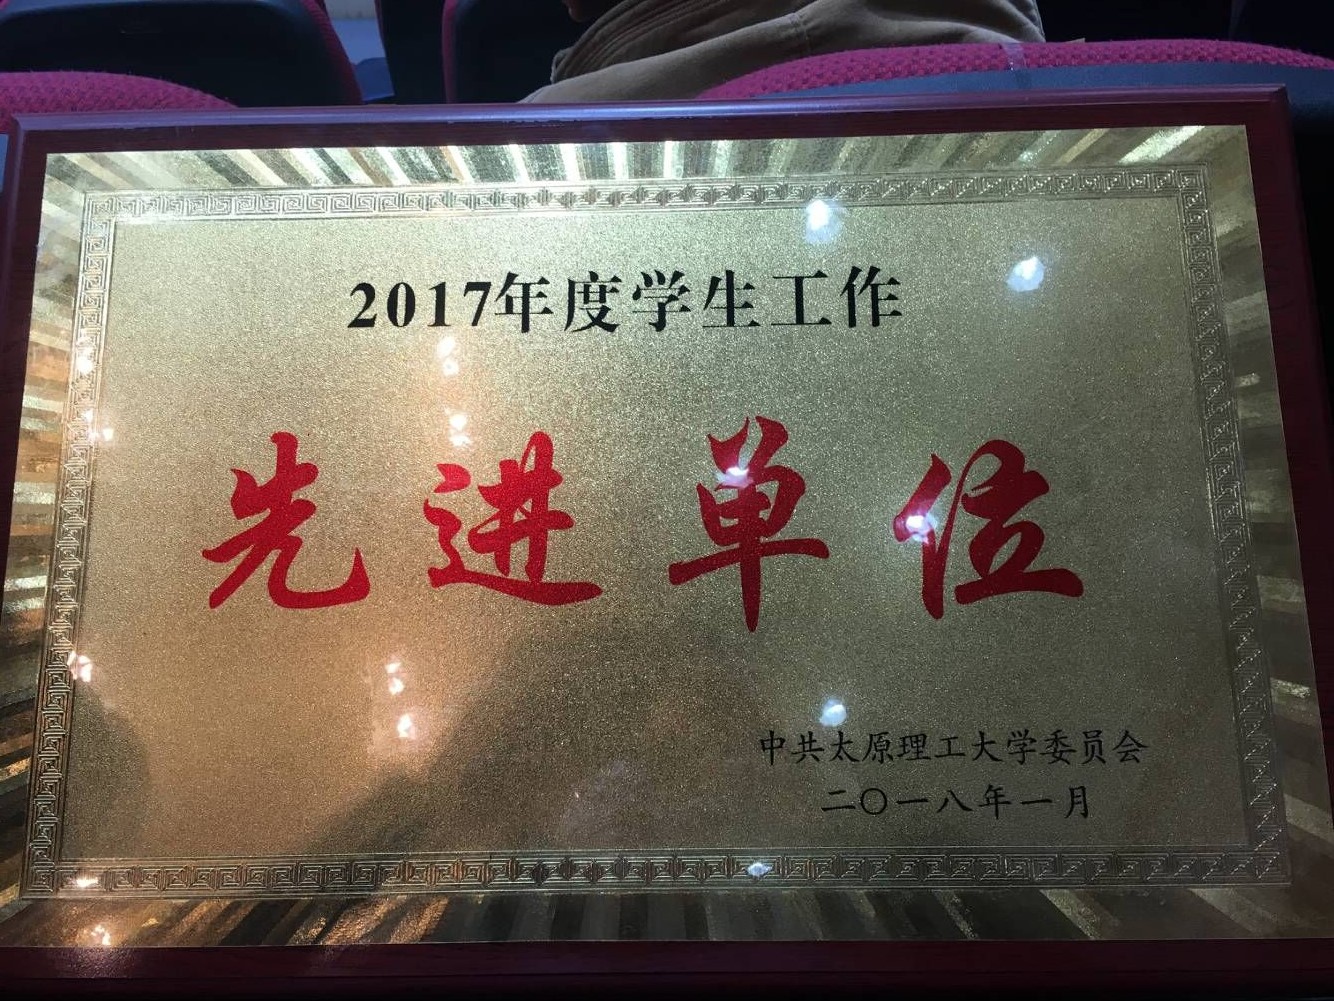 2017年度学生工作
先进单位
中共太原理工大学委员会
二〇一八年一月